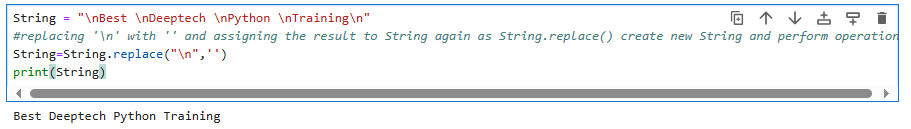 String = "\nBest \nDeeptech \nPython \nTraining\n"
#replacing '\n' with '' and assigning the result to String again as String.replace() create new String and perform operation
String=String.replace("\n",'')
print(String)
Best Deeptech Python Training